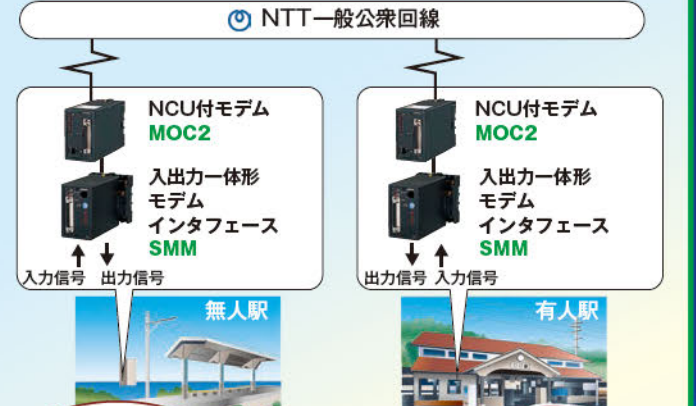 NTT一般公衆回線
NCU付モデム
MOC2
入出力一体形
モデム
インタフェース
SMM
入力信号 出力信号
無人駅
NCU付モデム
MOC2
入出力一体形
モデム
インタフェース
SMM
出力信号 入力信号
有人駅